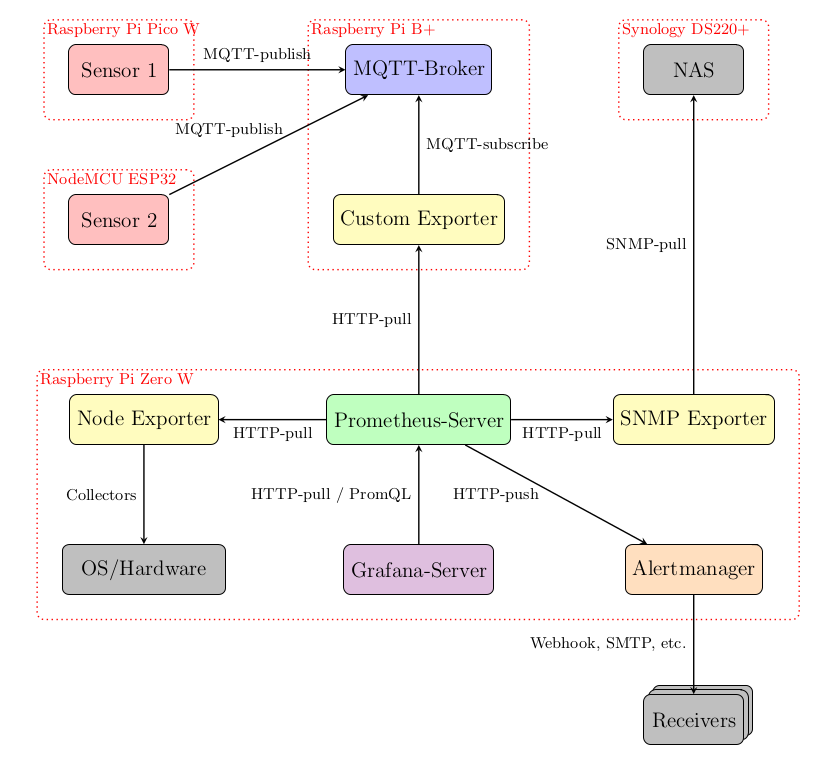 Raspberry Pi Pico W
Raspberry Pi B+
Synology DS220+
Sensor 1
MQTT-publish
MQTT-Broker
NAS
MQTT-publish
MQTT-subscribe
NodeMCU ESP32
Sensor 2
Custom Exporter
SNMP-pull
HTTP-pull
Raspberry Pi Zero W
Node Exporter
HTTP-pull
Prometheus-Server
HTTP-pull
SNMP Exporter
Collectors
HTTP-pull / PromQL
HTTP-push
OS/Hardware
Grafana-Server
Alertmanager
Webhook, SMTP, etc.
Receivers